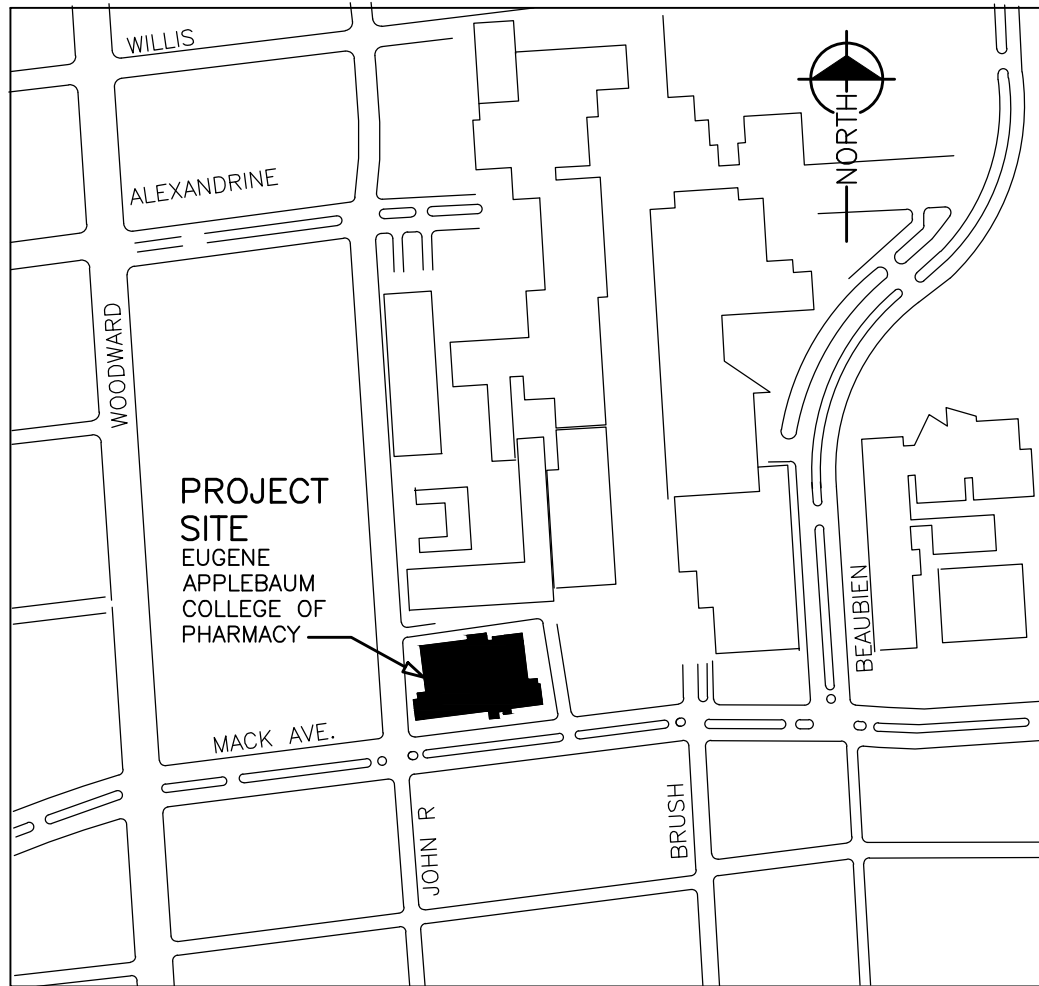 WILLIS
ALEXANDRINE
NORTH
WOODWARD
PROJECT
SITE
EUGENE
APPLEBAUM
COLLEGE OF
PHARMACY
BEAUBIEN
MACK AVE.
JOHN R
BRUSH